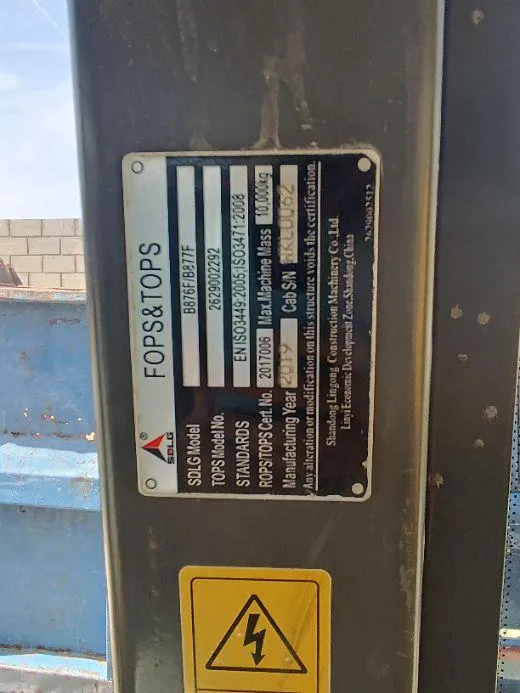 FOPS&TOPS
® SDLG
SDLG Model B876F/B877F
TOPS Model No. 2629002292
STANDARDS EN ISO3449:2005;ISO3471:2008
ROPS/TOPS Cert. No. 2017006 Max.Machine Mass 10,000kg
Manufacturing Year 2019 Cab S/N
Any alteration or modification on this structure voids the certification.
Shandong Lingong Construction Machinery Co.,Ltd.
Linyi Economic Development Zone,Shandong,China
2629002512